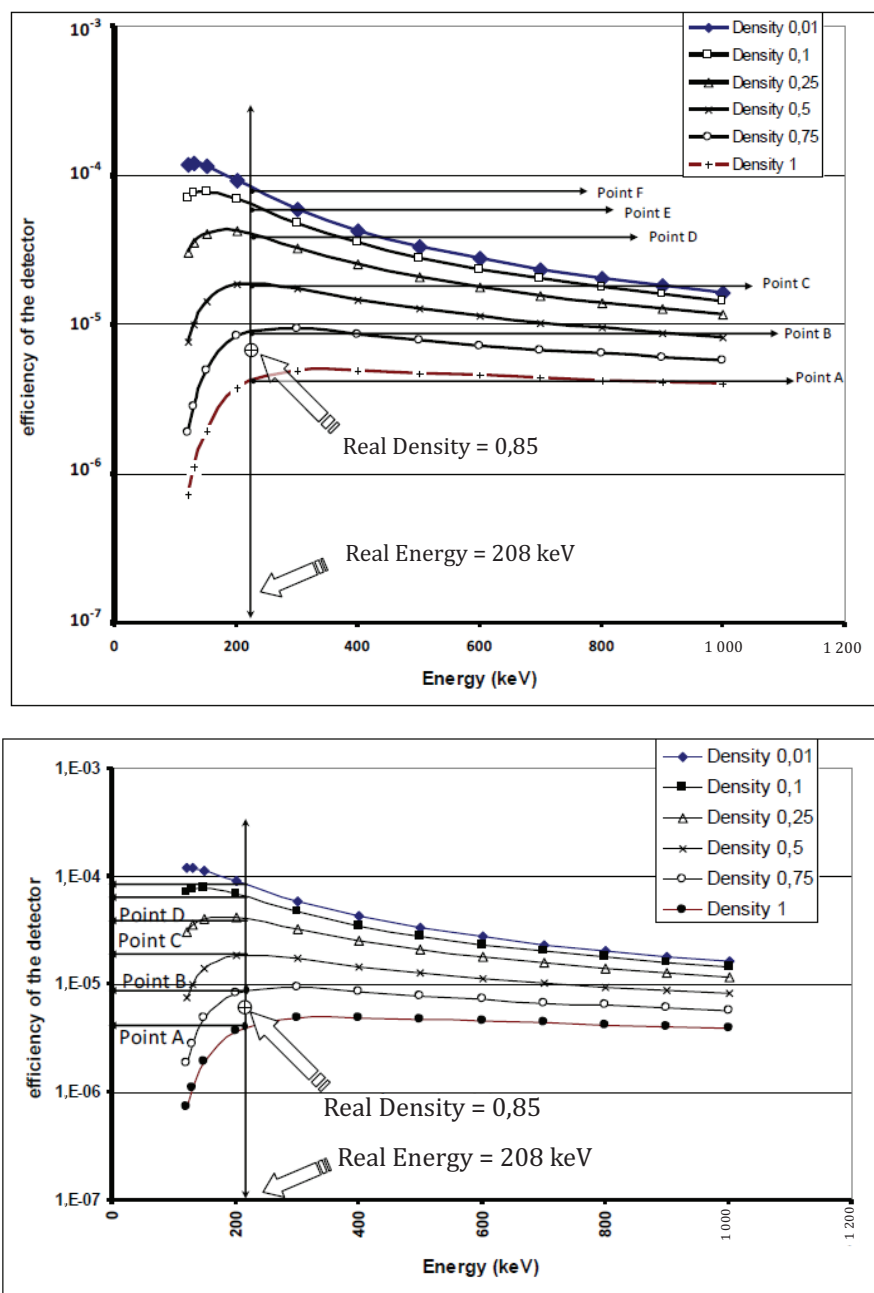 10-3
Density 0,01
Density 0,1
Density 0,25
Density 0,5
Density 0,75
Density 1
10-4
Point F
Point E
Point D
Point C
10-5
Point B
Point A
efficiency of the detector
Real Density = 0,85
10-6
Real Energy = 208 keV
10-7
0 200 400 600 800 1 000 1 200
Energy (keV)
1,E-03
Density 0,01
Density 0,1
Density 0,25
Density 0,5
Density 0,75
Density 1
1,E-04
Point D
Point C
1,E-05
Point B
Point A
efficiency of the detector
1,E-06
Real Density = 0,85
Real Energy = 208 keV
1,E-07
0 200 400 600 800 1 000 1 200
Energy (keV)